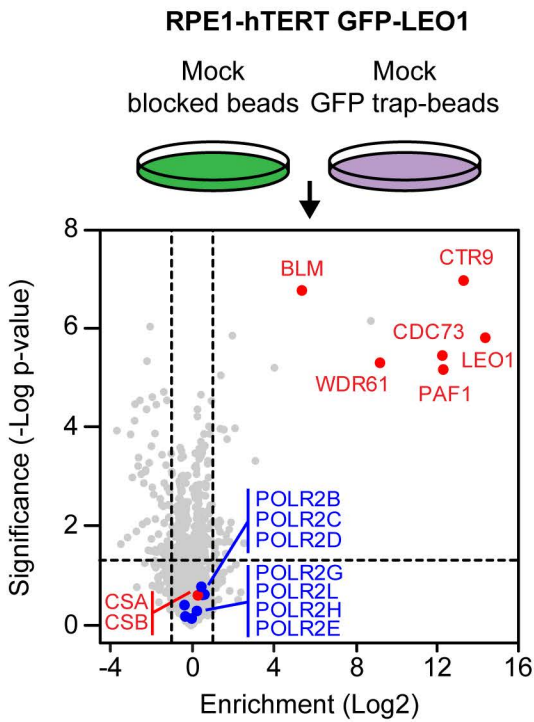 RPE1-hTERT GFP-LEO1
Mock
blocked beads
Mock
GFP trap-beads
Significance (-Log p-value)
8
6
4
2
0
BLM
CTR9
CDC73
LEO1
WDR61
PAF1
POLR2B
POLR2C
POLR2D
POLR2G
POLR2L
POLR2H
POLR2E
CSA
CSB
-4
0
4
8
12
16
Enrichment (Log2)